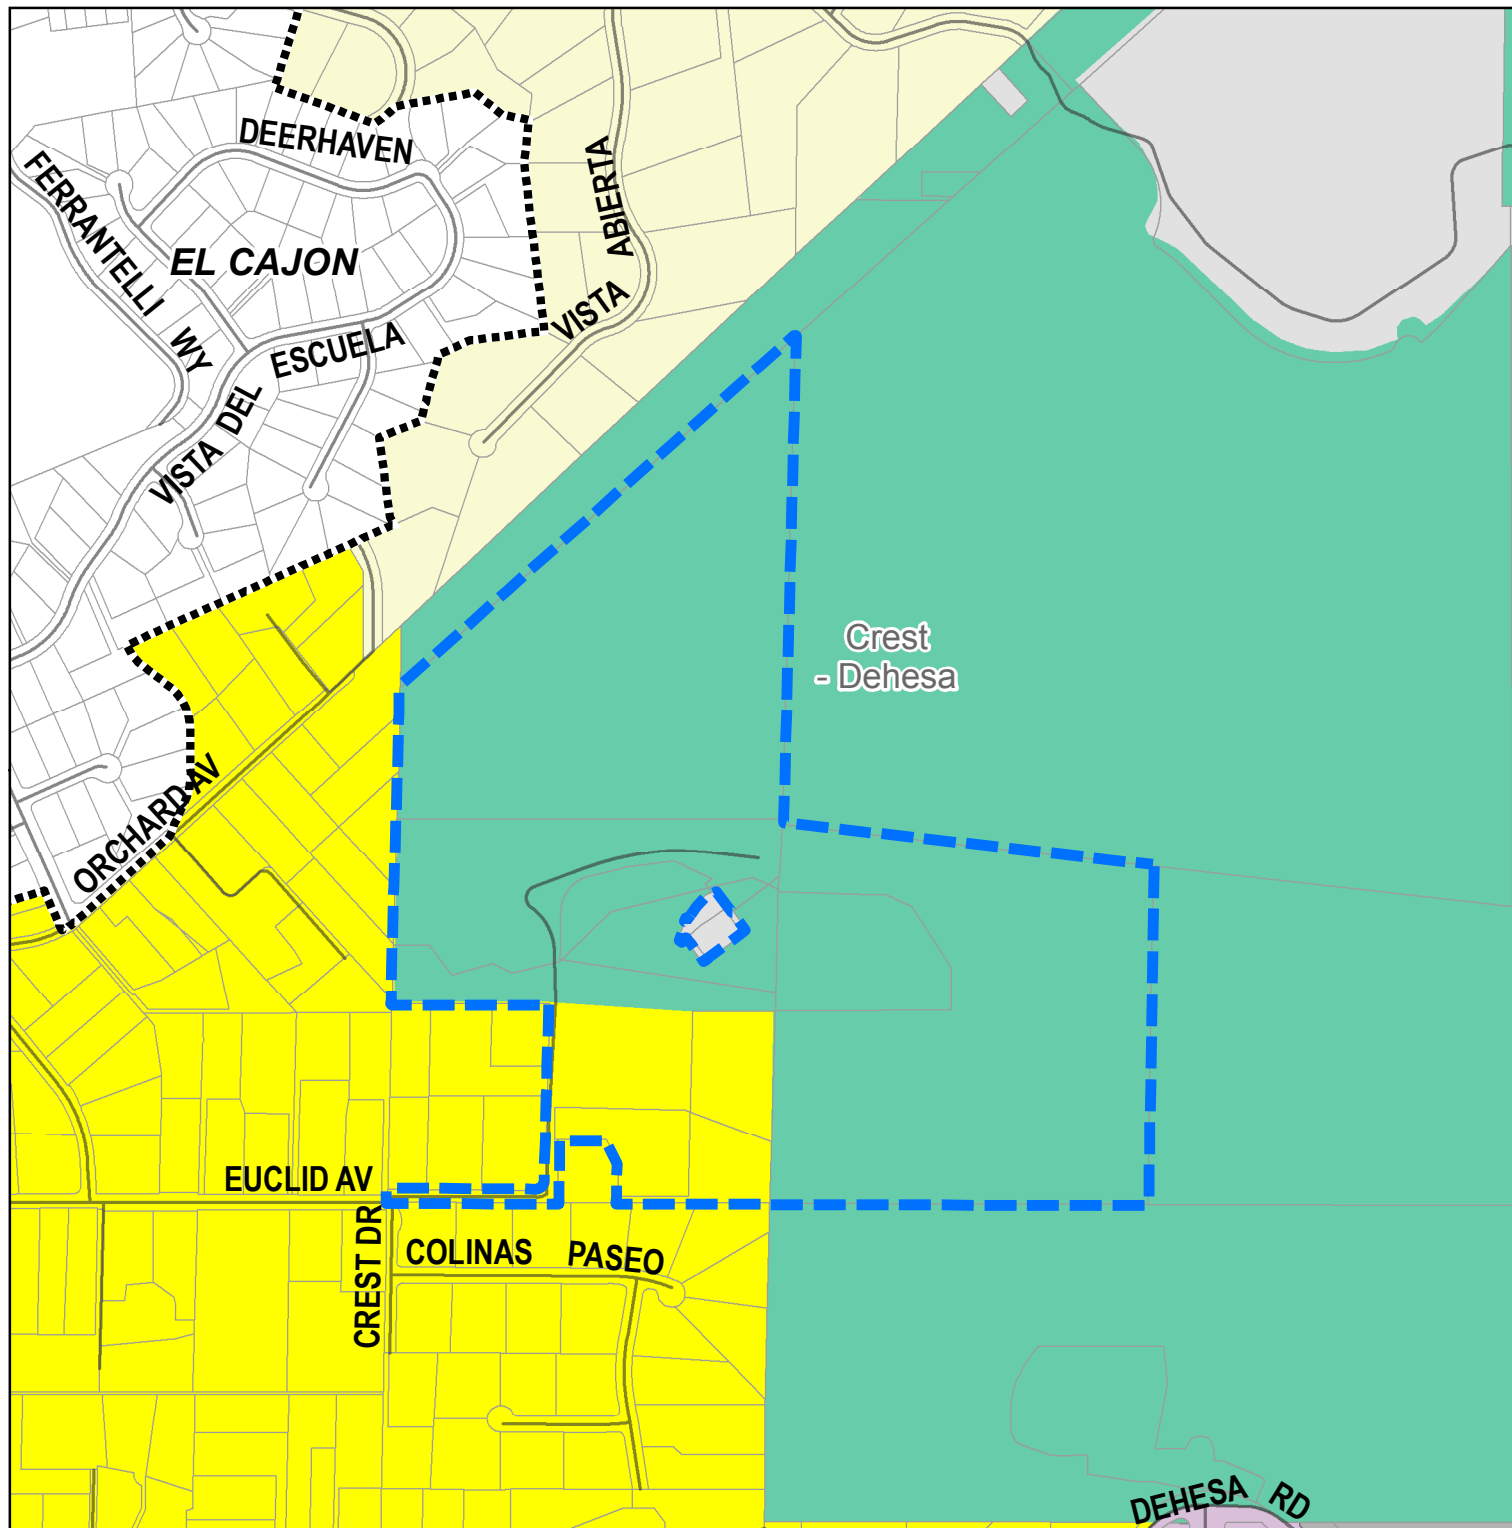 DEERHAVEN
FERRANTELLI WY
EL CAJON
VISTA ABIERTA
VISTA DEL ESCUELA
Crest
- Dehesa
ORCHARD AV
EUCLID AV
CREST DR
COLINAS PASEO
DEHESA RD